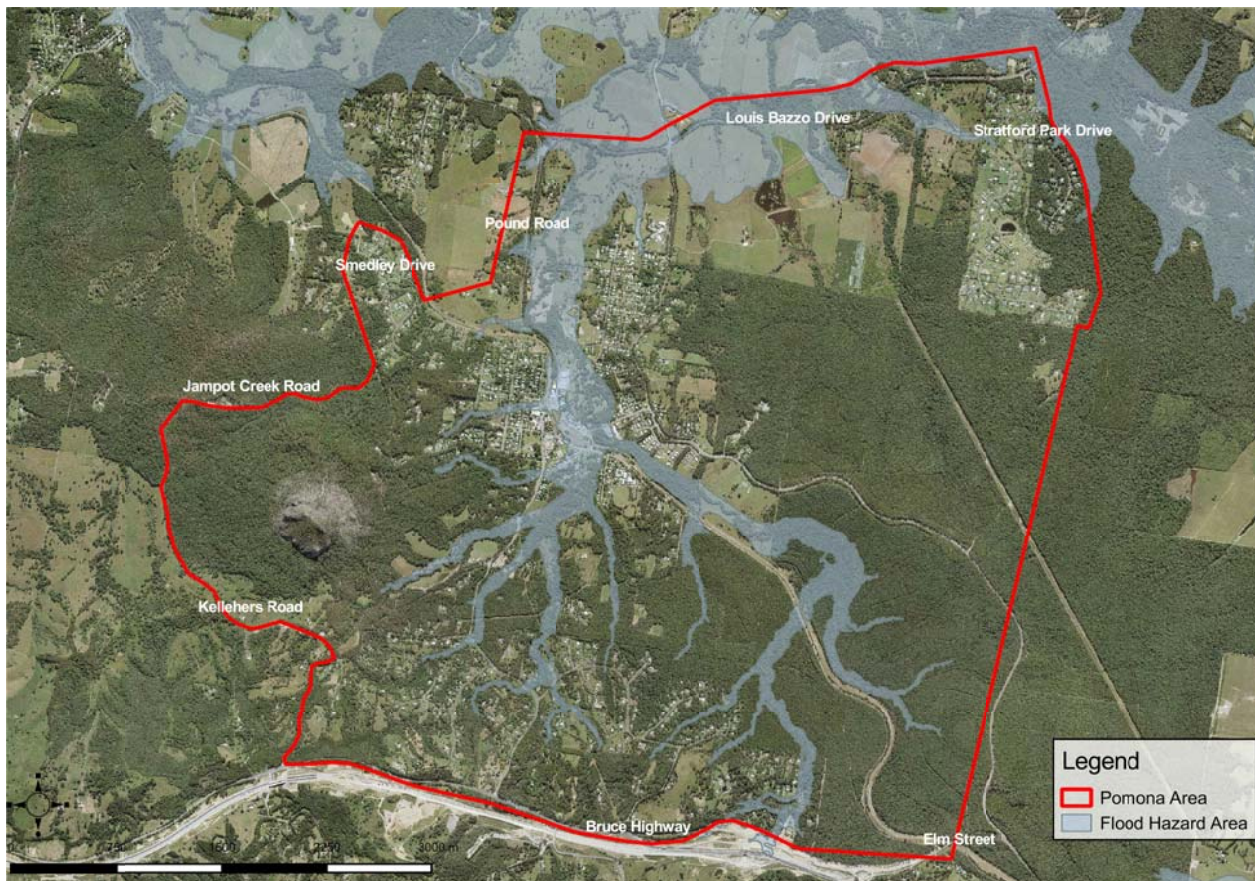 Louis Bazzo Drive
Stratford Park Drive
Pound Road
Smedley Drive
Jampot Creek Road
Kellehers Road
Bruce Highway
Elm Street
Legend
Pomona Area
Flood Hazard Area
0 750 1500 2250 3000 m